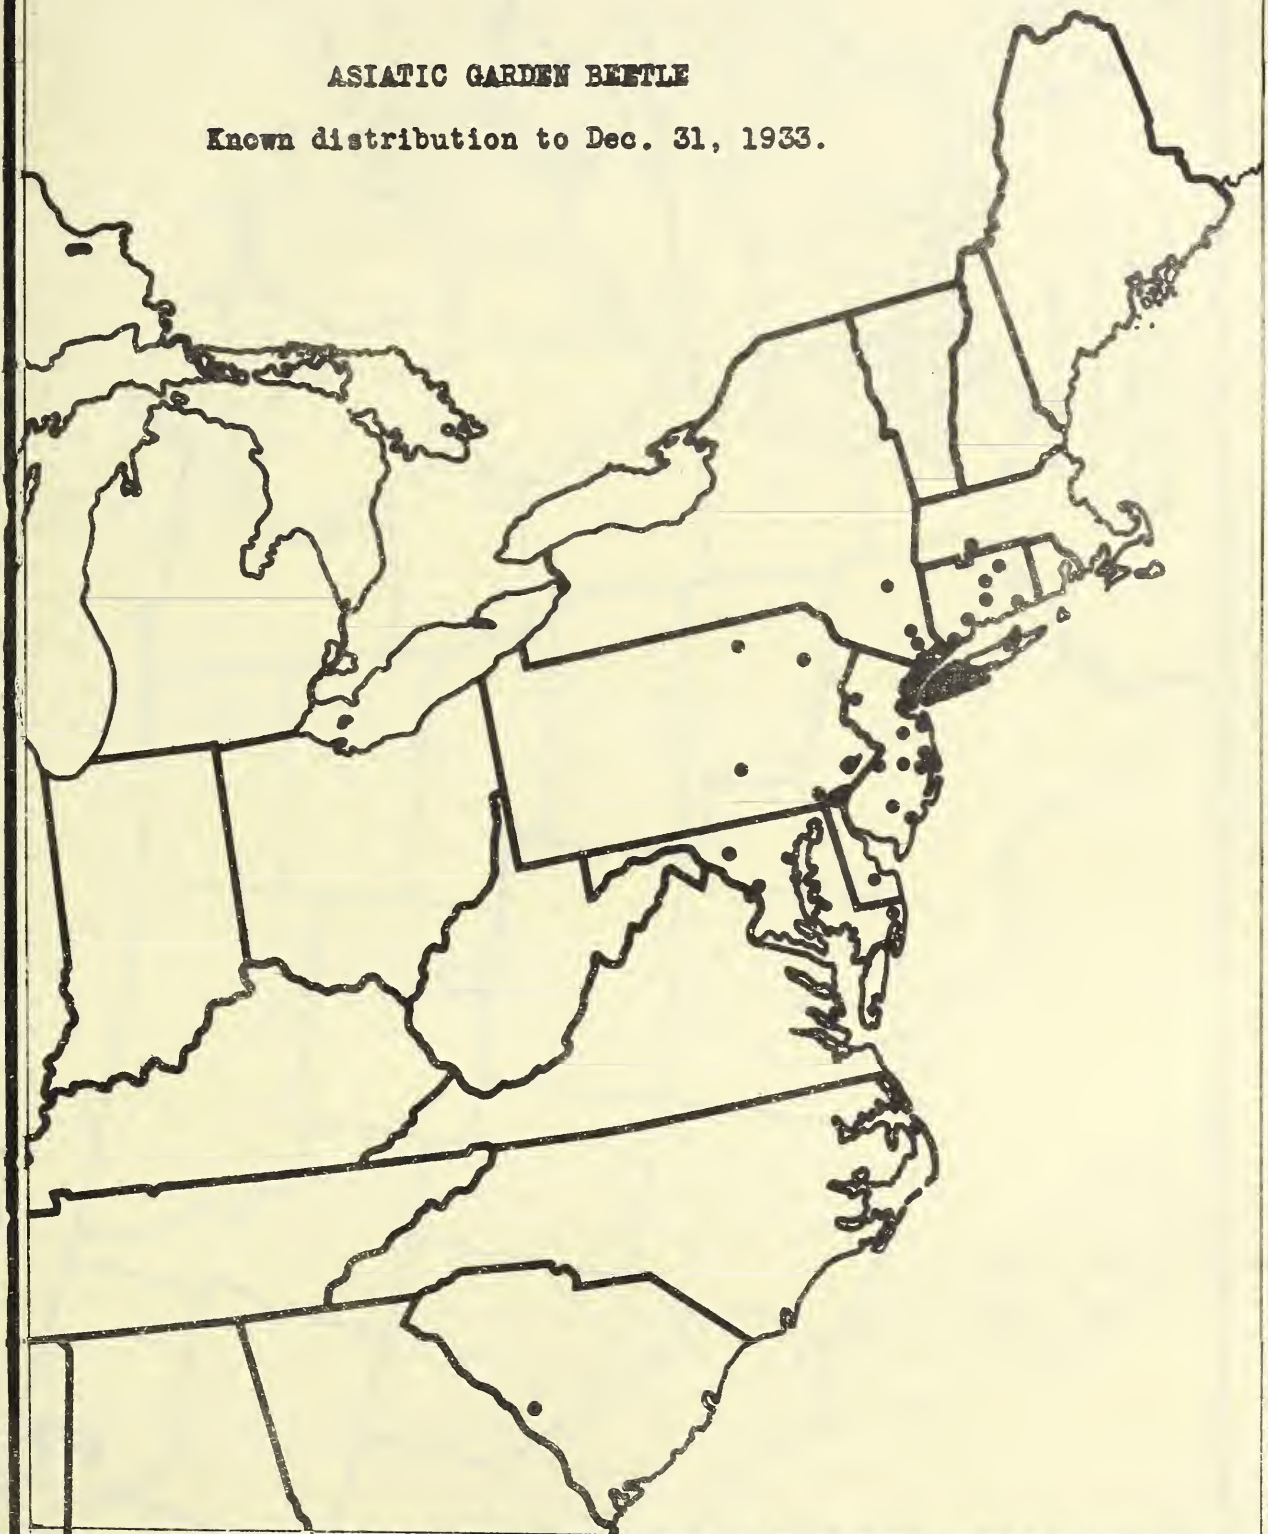 ASIATIC GARDEN BEETLE
Known distribution to Dec. 31, 1933.